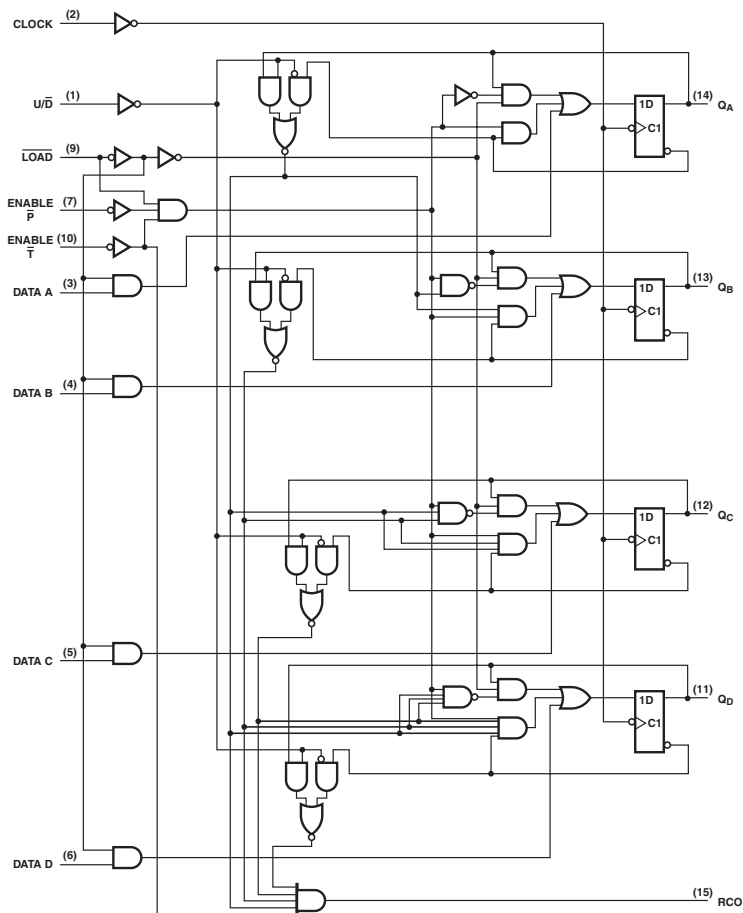 CLOCK (2)
U/D̅ (1)
L̅O̅A̅D̅ (9)
ENABLE P̅ (7)
ENABLE T̅ (10)
DATA A (3)
DATA B (4)
DATA C (5)
DATA D (6)
1D
C1
(14) QA
1D
C1
(13) QB
1D
C1
(12) QC
1D
C1
(11) QD
(15) RCO